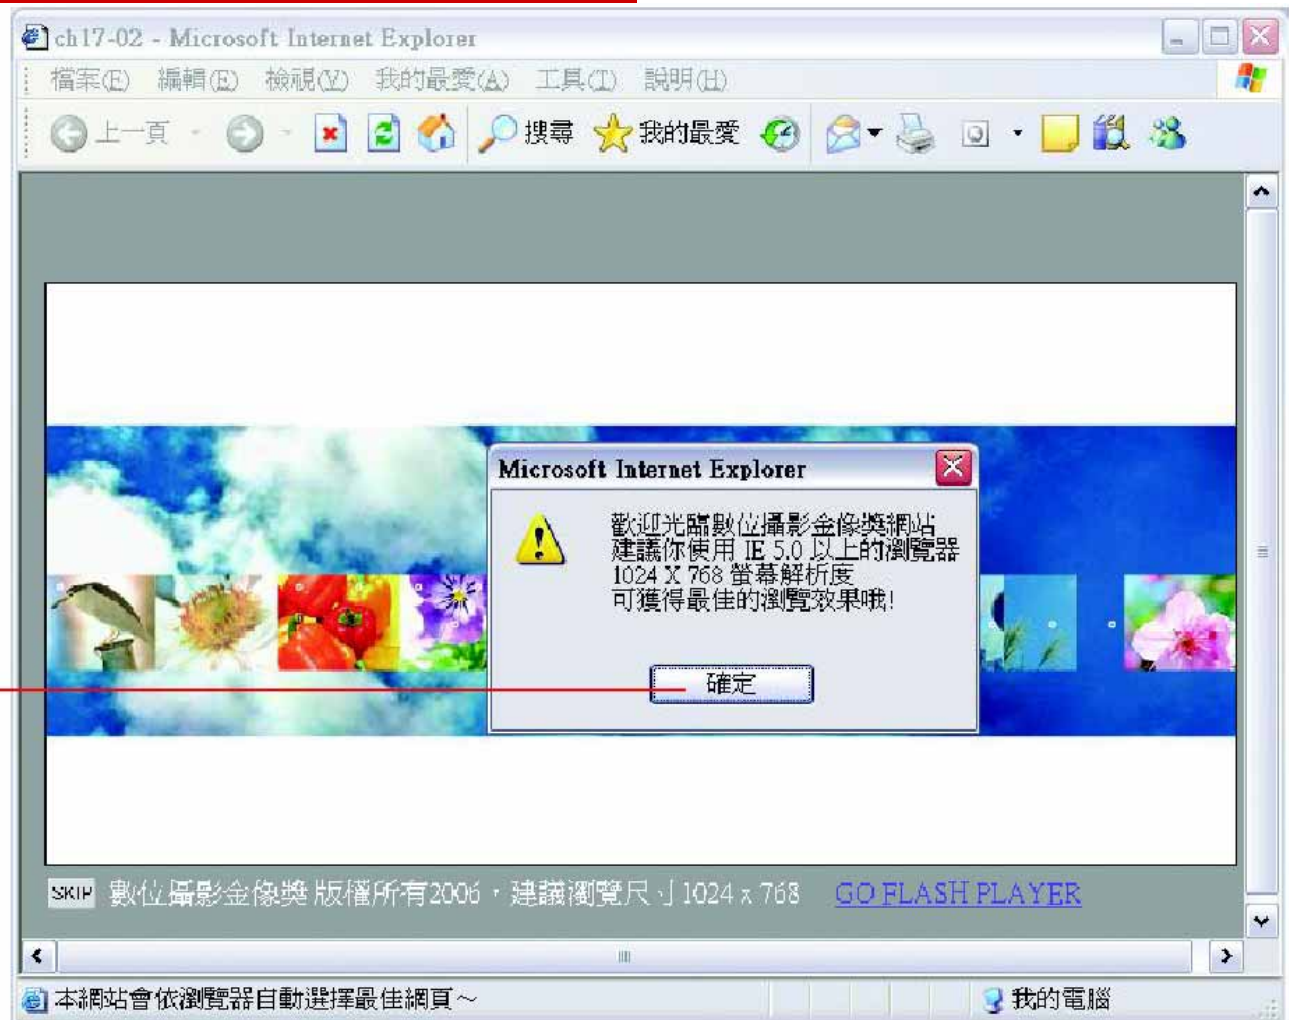 ch17-02 - Microsoft Internet Explorer
檔案(F) 編輯(E) 檢視(V) 我的最愛(A) 工具(T) 說明(H)
上一頁 搜尋 我的最愛
Microsoft Internet Explorer
歡迎光臨數位攝影金像獎網站
建議你使用 IE 5.0 以上的瀏覽器
1024 X 768 螢幕解析度
可獲得最佳的瀏覽效果哦!
確定
SKIP 數位攝影金像獎 版權所有2006，建議瀏覽尺寸1024 x 768 GO FLASH PLAYER
本網站會依瀏覽器自動選擇最佳網頁～ 我的電腦